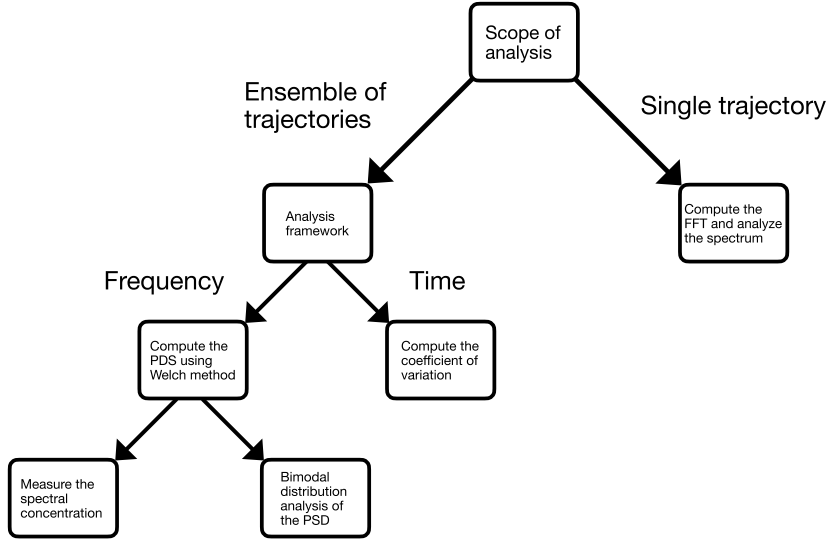 Scope of
analysis
Ensemble of
trajectories
Single trajectory
Analysis
framework
Compute the
FFT and analyze
the spectrum
Frequency
Time
Compute the
PDS using
Welch method
Compute the
coefficient of
variation
Measure the
spectral
concentration
Bimodal
distribution
analysis of
the PSD